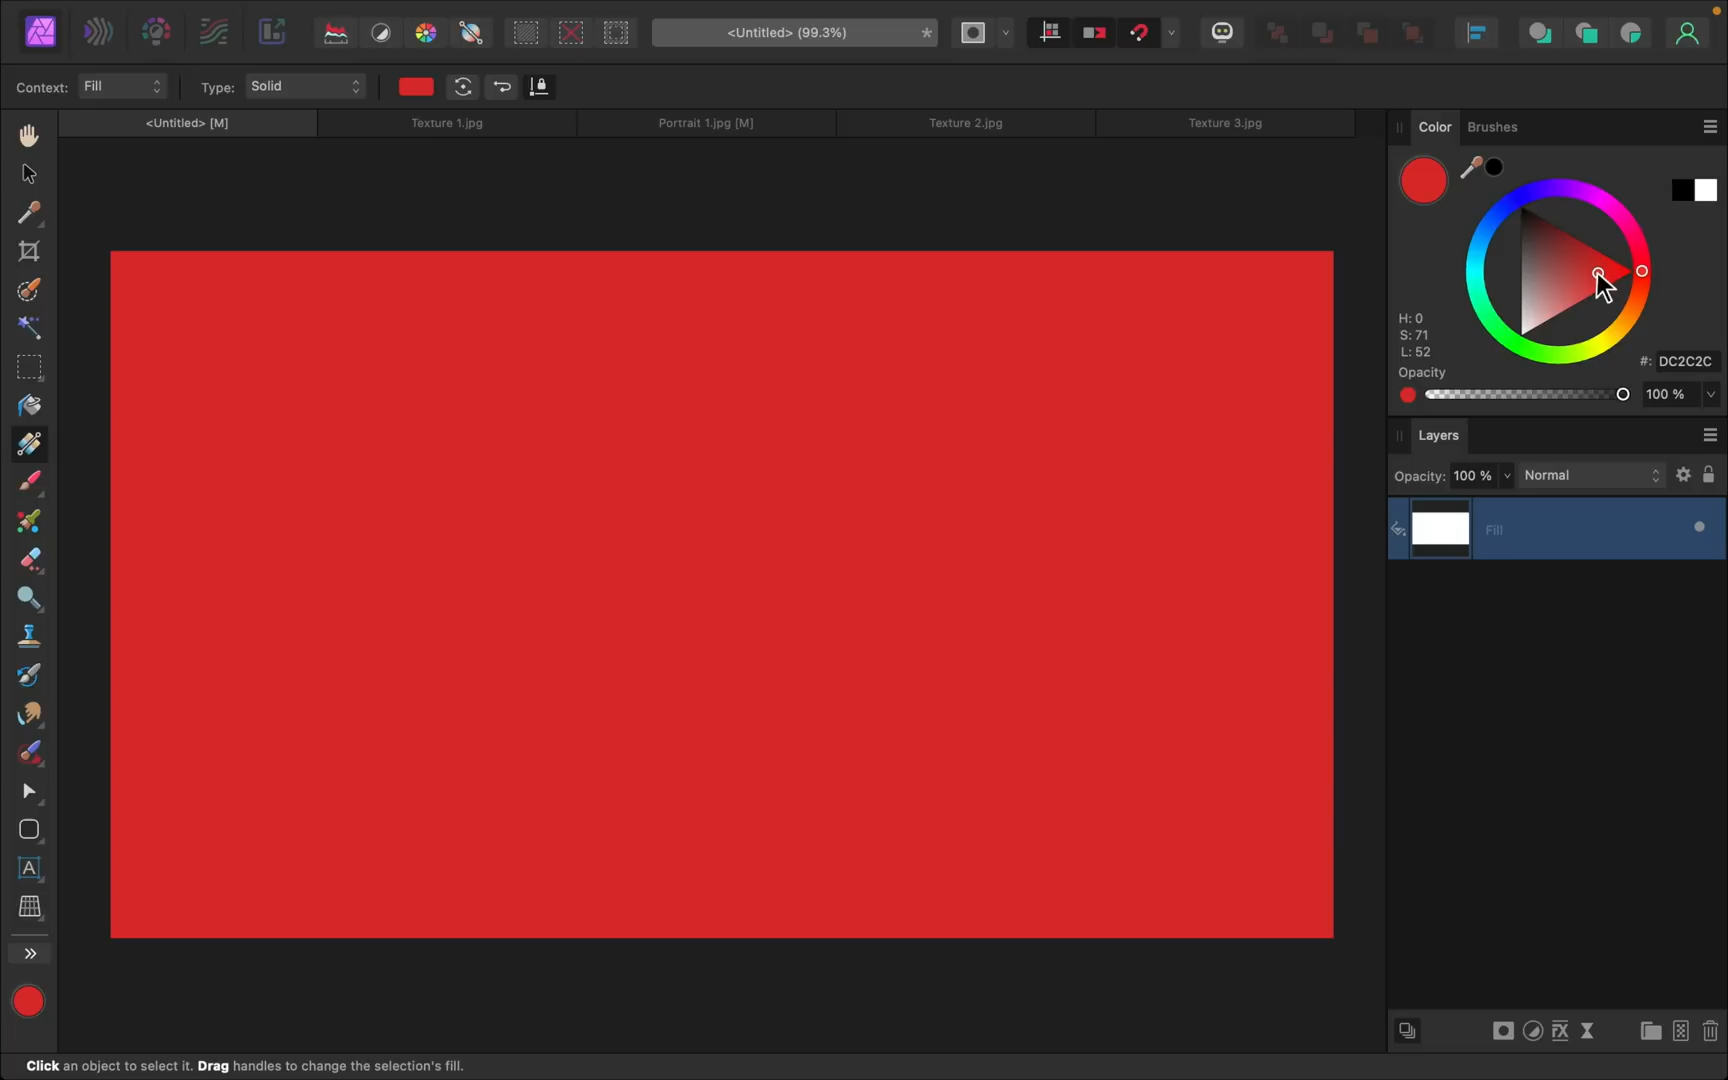 <Untitled> (99.3%)
*
Context: Fill
Type: Solid
<Untitled> [M]
Texture 1.jpg
Portrait 1.jpg [M]
Texture 2.jpg
Texture 3.jpg
Color
Brushes
H: 0
S: 71
L: 52
#: DC2C2C
Opacity
100 %
Layers
Opacity: 100 %
Normal
Fill
A
FX
Click an object to select it. Drag handles to change the selection's fill.